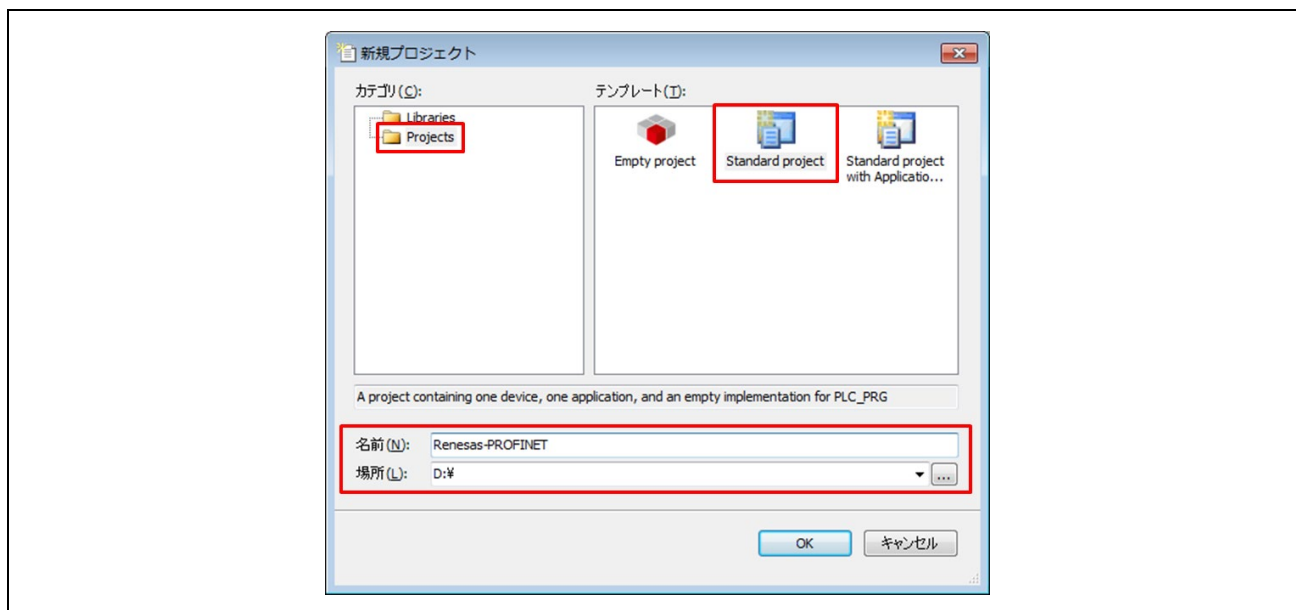 新規プロジェクト
カテゴリ(C):
テンプレート(T):
Libraries
Projects
Empty project
Standard project
Standard project
with Applicatio...
A project containing one device, one application, and an empty implementation for PLC_PRG
名前(N):
Renesas-PROFINET
場所(L):
D:¥
...
OK
キャンセル